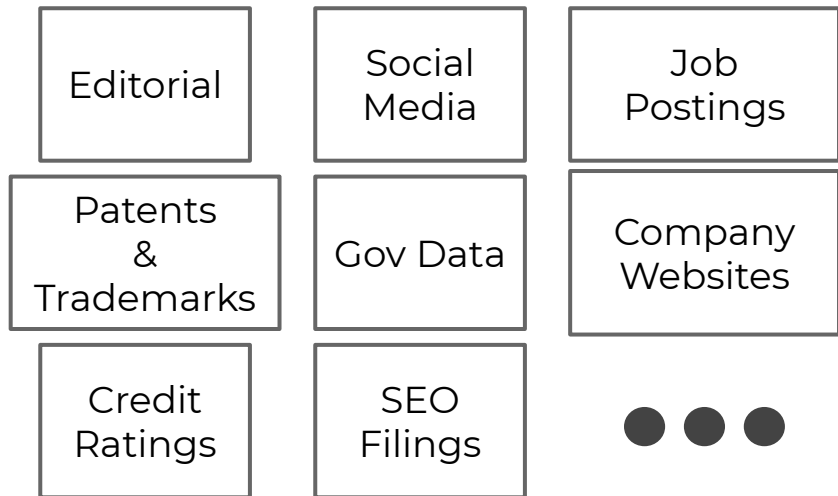 Editorial
Social
Media
Job
Postings
Patents
&
Trademarks
Gov Data
Company
Websites
Credit
Ratings
SEO
Filings